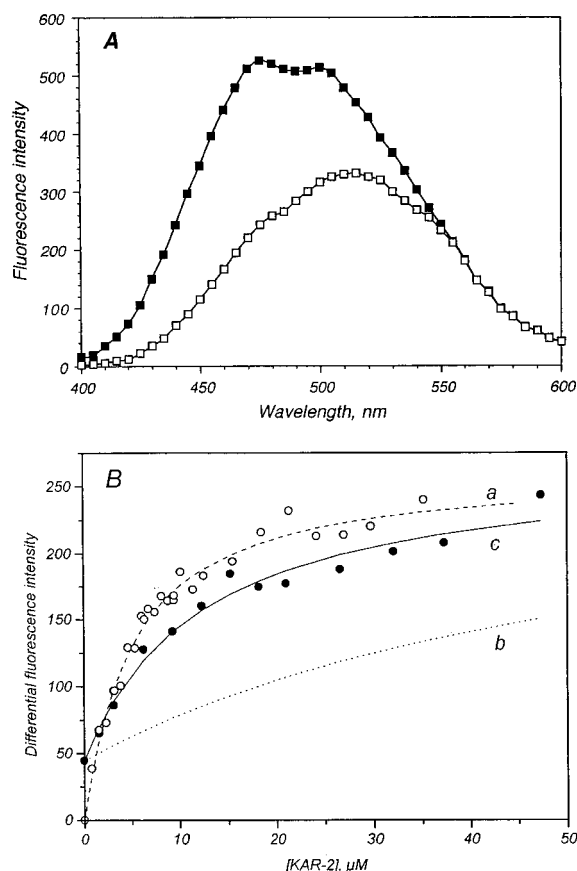 A
Fluorescence intensity
600
500
400
300
200
100
0
400
450
500
550
600
Wavelength, nm
B
Differential fluorescence intensity
250
200
150
100
50
0
a
c
b
0
10
20
30
40
50
[KAR-2], µM